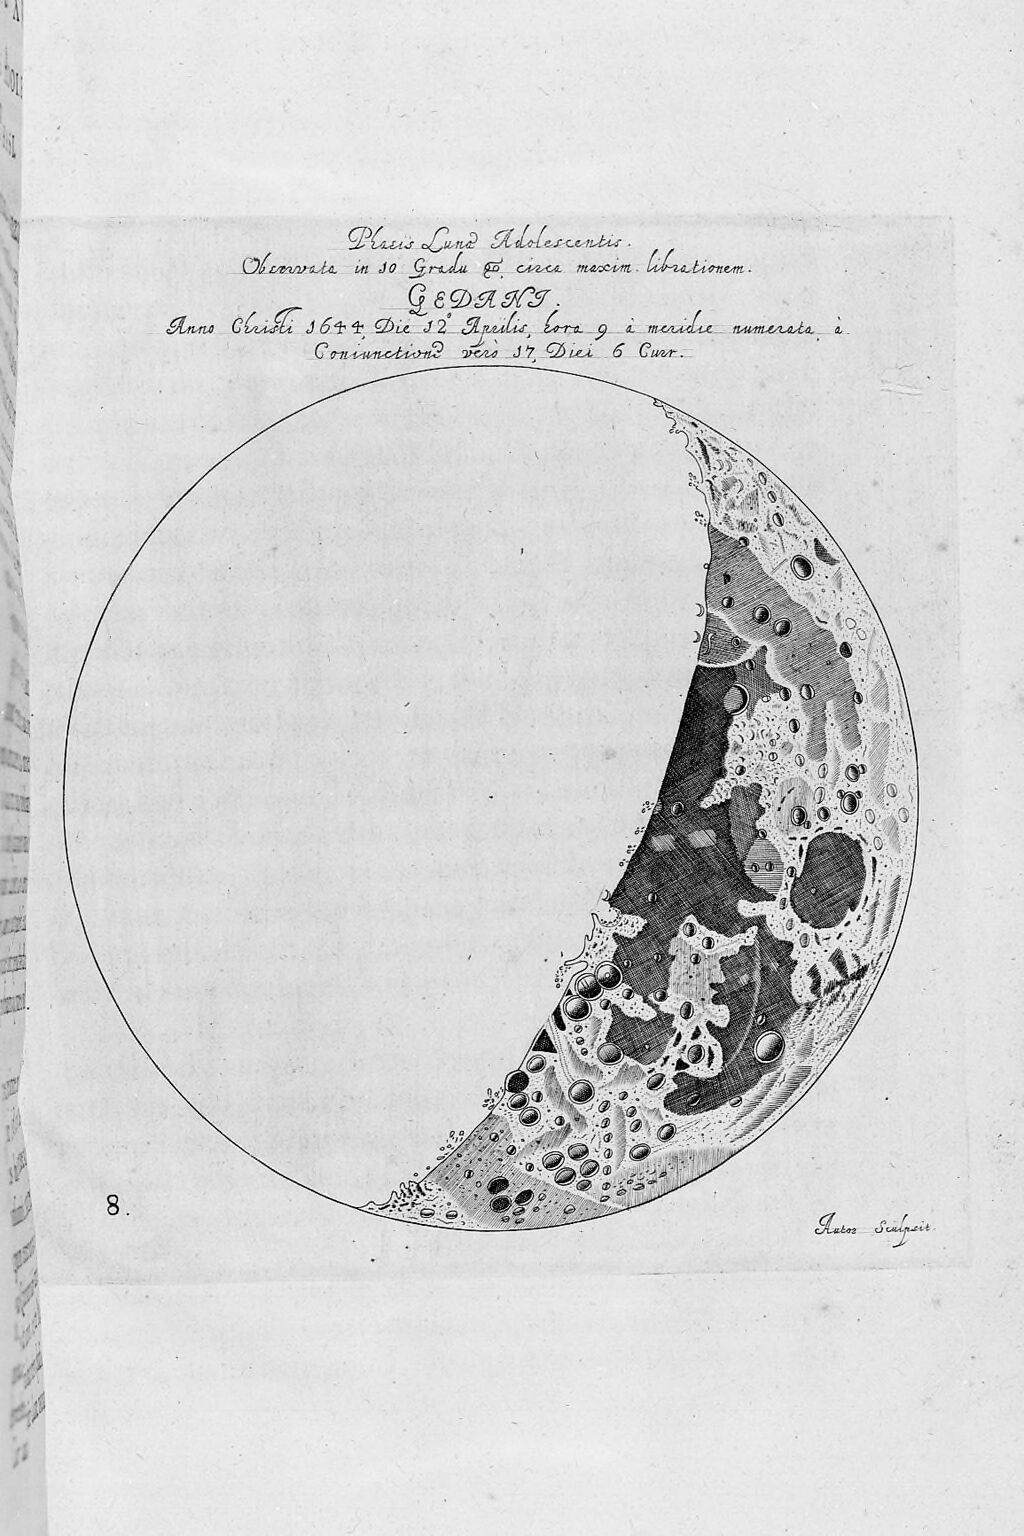 Phasis Lunæ Adolescentis.
Observata in 10 Gradu ♋, circa maxim. librationem.
GEDANI.
Anno Christi 1644, Die 12° Aprilis, hora 9 à meridie numerata, à
Coniunctione verò 17, Diei 6 Curr.
8.
Autor Sculpsit.